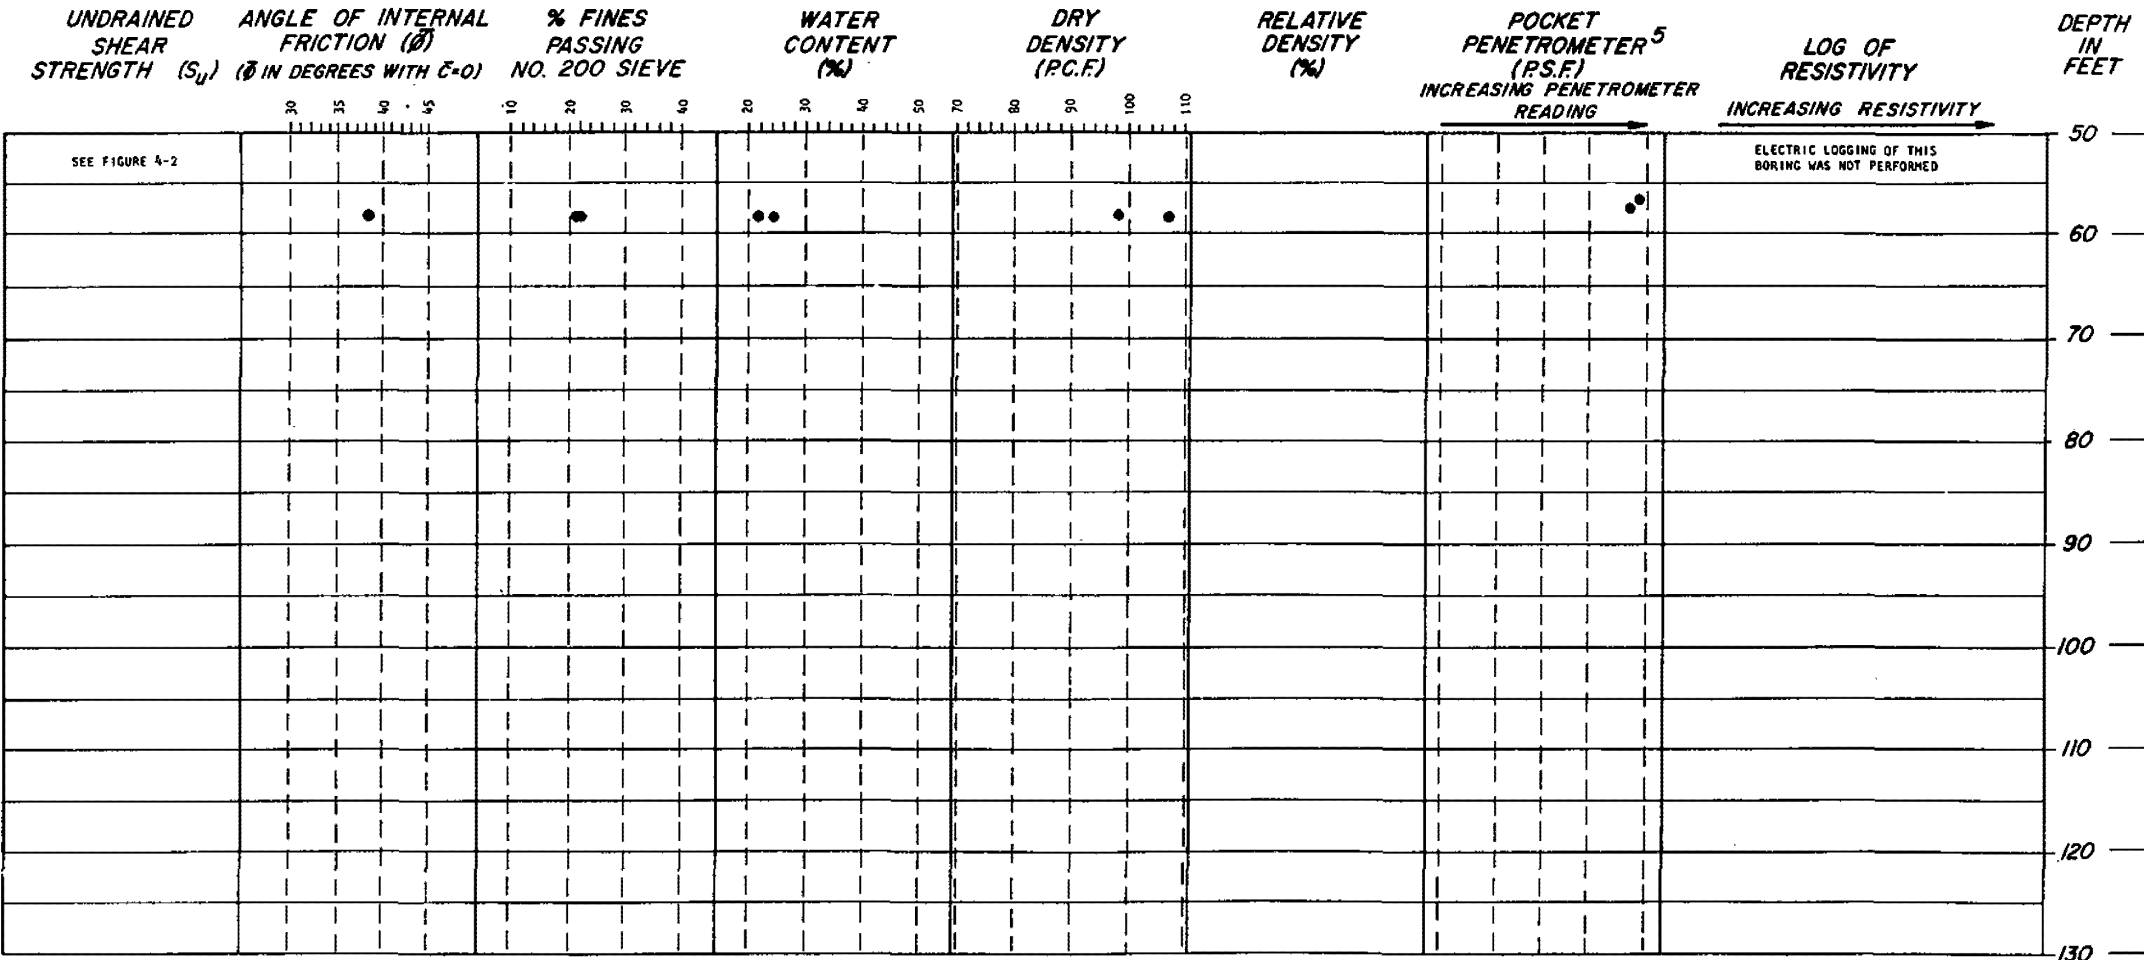 UNDRAINED
SHEAR
STRENGTH (Su)
ANGLE OF INTERNAL
FRICTION (φ̄)
(φ̄ IN DEGREES WITH C̄=0)
% FINES
PASSING
NO. 200 SIEVE
WATER
CONTENT
(%)
DRY
DENSITY
(P.C.F.)
RELATIVE
DENSITY
(%)
POCKET
PENETROMETER⁵
(P.S.F.)
INCREASING PENETROMETER
READING
LOG OF
RESISTIVITY
INCREASING RESISTIVITY
DEPTH
IN
FEET
30 35 40 45
10 20 30 40
20 30 40 50
70 80 90 100 110
SEE FIGURE 4-2
ELECTRIC LOGGING OF THIS
BORING WAS NOT PERFORMED
50
60
70
80
90
100
110
120
130